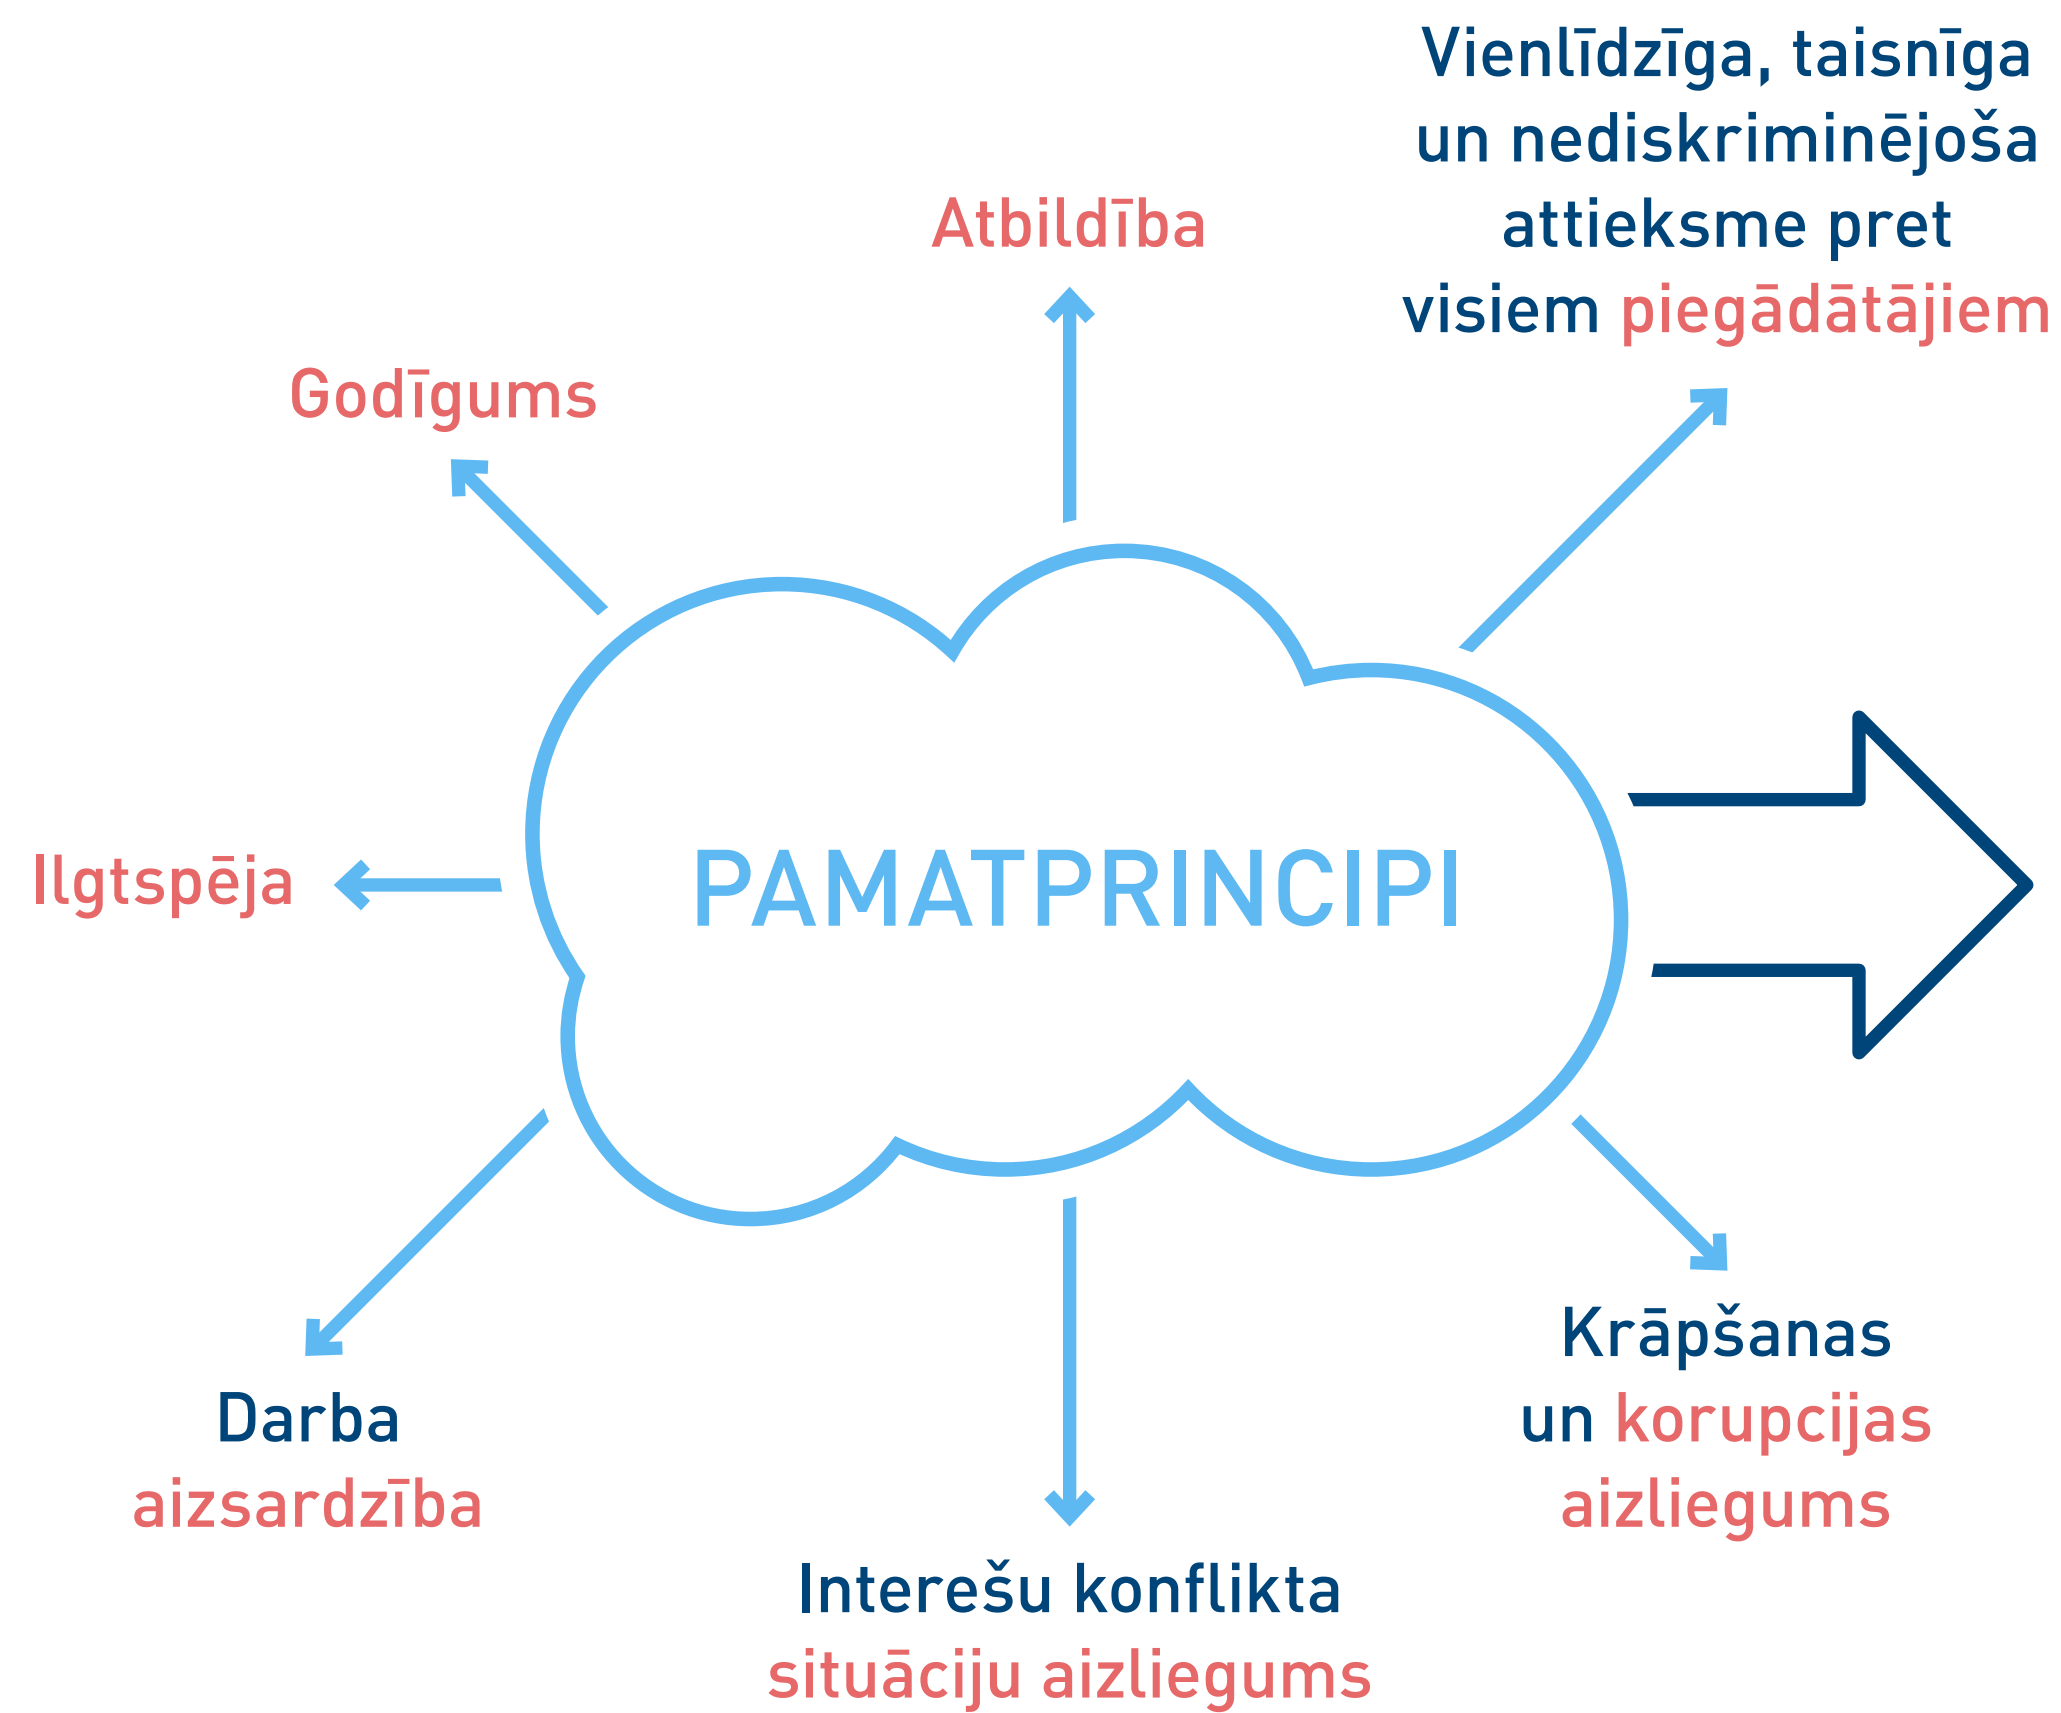 Vienlīdzīga, taisnīga
un nediskriminējoša
attieksme pret
visiem piegādātājiem
Atbildība
Godīgums
Ilgtspēja
PAMATPRINCIPI
Darba
aizsardzība
Interešu konflikta
situāciju aizliegums
Krāpšanas
un korupcijas
aizliegums